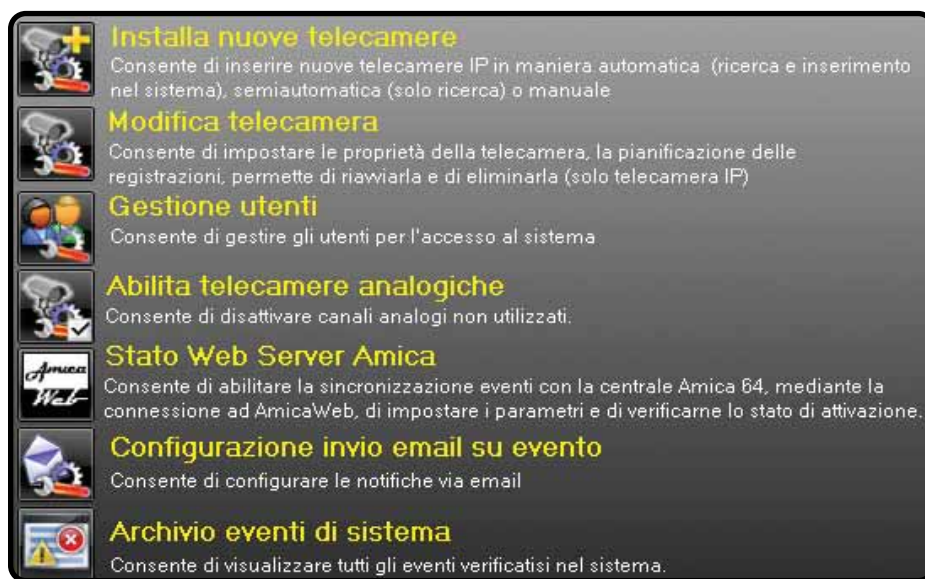 Installa nuove telecamere
Consente di inserire nuove telecamere IP in maniera automatica (ricerca e inserimento
nel sistema), semiautomatica (solo ricerca) o manuale
Modifica telecamera
Consente di impostare le proprietà della telecamera, la pianificazione delle
registrazioni, permette di riavviarla e di eliminarla (solo telecamera IP)
Gestione utenti
Consente di gestire gli utenti per l'accesso al sistema
Abilita telecamere analogiche
Consente di disattivare canali analogi non utilizzati.
Amica
Web
Stato Web Server Amica
Consente di abilitare la sincronizzazione eventi con la centrale Amica 64, mediante la
connessione ad AmicaWeb, di impostare i parametri e di verificarne lo stato di attivazione.
Configurazione invio email su evento
Consente di configurare le notifiche via email
Archivio eventi di sistema
Consente di visualizzare tutti gli eventi verificatisi nel sistema.